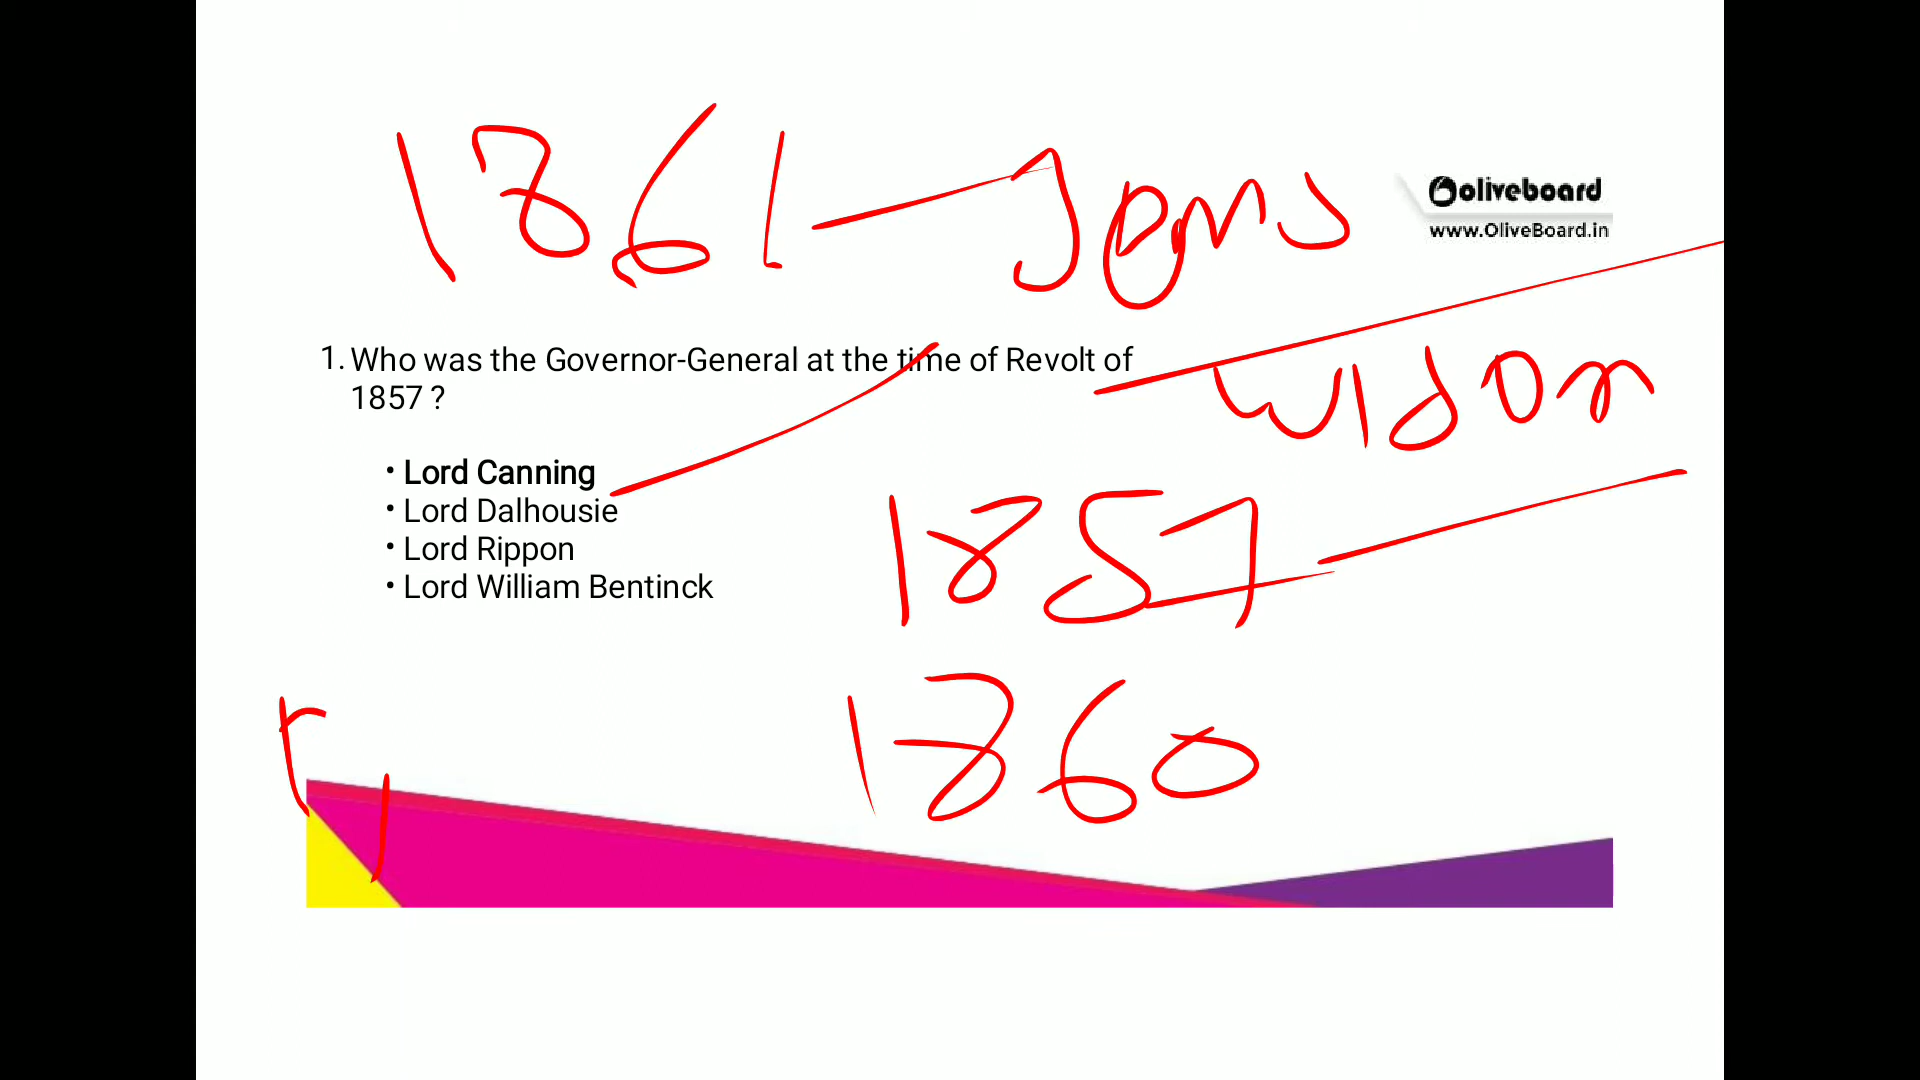 1861 - Jems
oliveboard
www.OliveBoard.in
1. Who was the Governor-General at the time of Revolt of
1857 ?
wison
• Lord Canning
• Lord Dalhousie
• Lord Rippon
• Lord William Bentinck
1857
1860
r